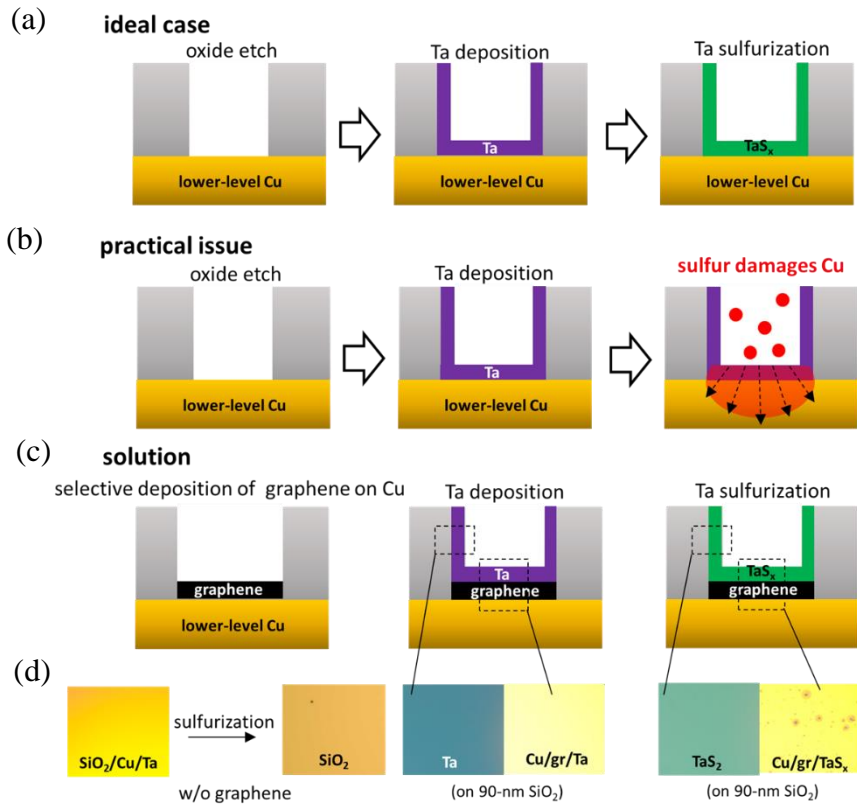 (a)
ideal case
oxide etch
Ta deposition
Ta sulfurization
Ta
TaSx
lower-level Cu
lower-level Cu
lower-level Cu
(b)
practical issue
oxide etch
Ta deposition
sulfur damages Cu
Ta
lower-level Cu
lower-level Cu
(c)
solution
selective deposition of graphene on Cu
Ta deposition
Ta sulfurization
Ta
TaSx
graphene
graphene
graphene
lower-level Cu
(d)
sulfurization
SiO2/Cu/Ta
SiO2
Ta
Cu/gr/Ta
TaS2
Cu/gr/TaSx
w/o graphene
(on 90-nm SiO2)
(on 90-nm SiO2)